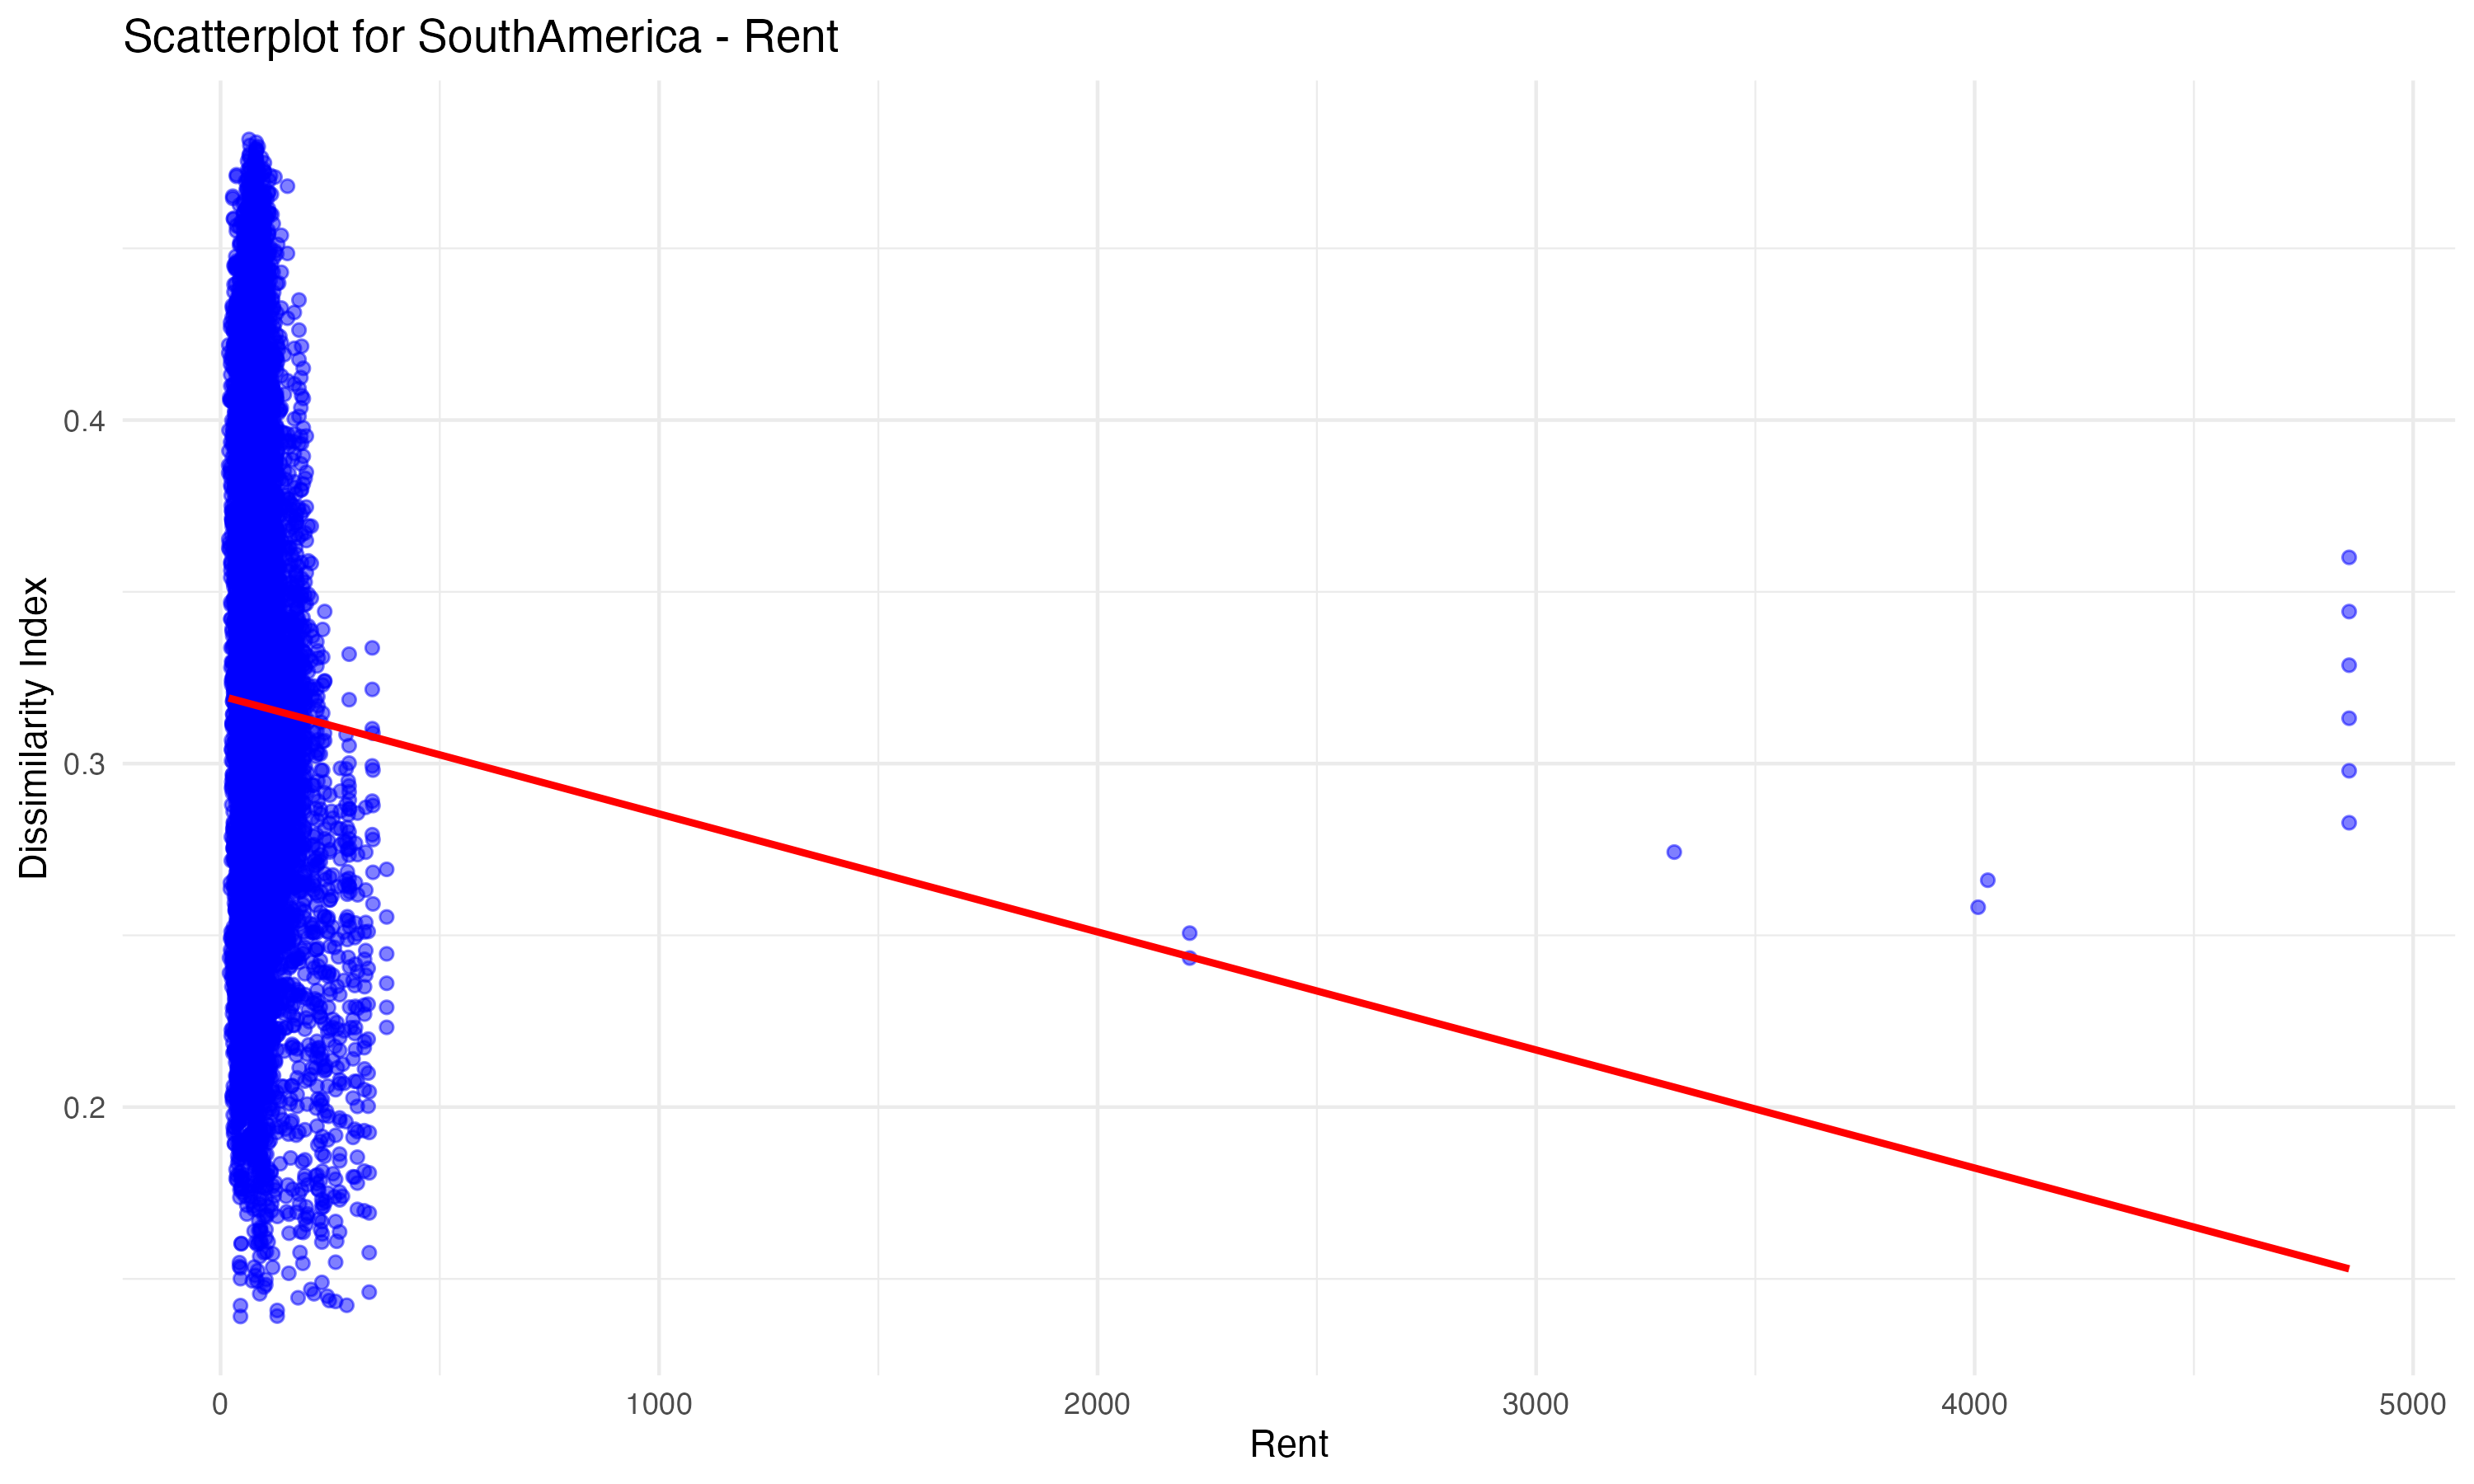 Scatterplot for SouthAmerica - Rent
Dissimilarity Index
0.4
0.3
0.2
0 1000 2000 3000 4000 5000
Rent